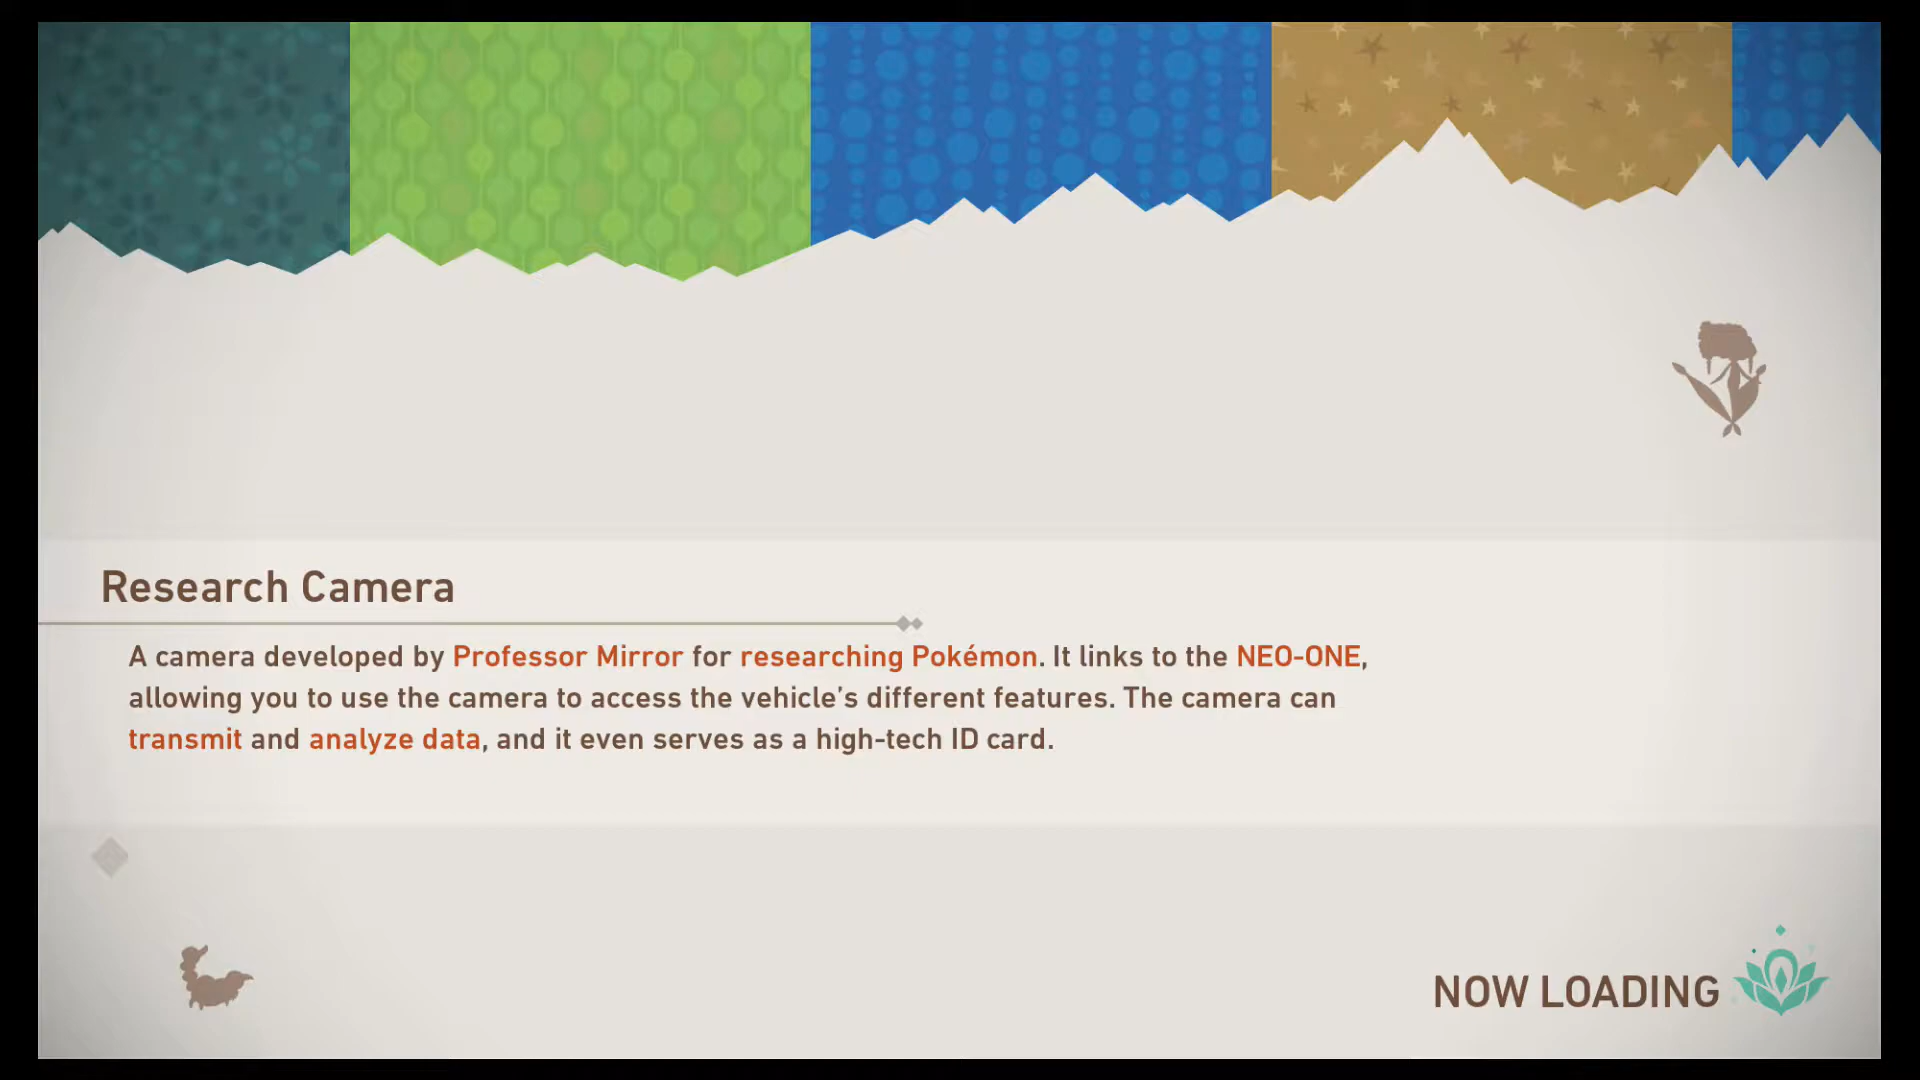 Research Camera
A camera developed by Professor Mirror for researching Pokémon. It links to the NEO-ONE,
allowing you to use the camera to access the vehicle's different features. The camera can
transmit and analyze data, and it even serves as a high-tech ID card.
NOW LOADING